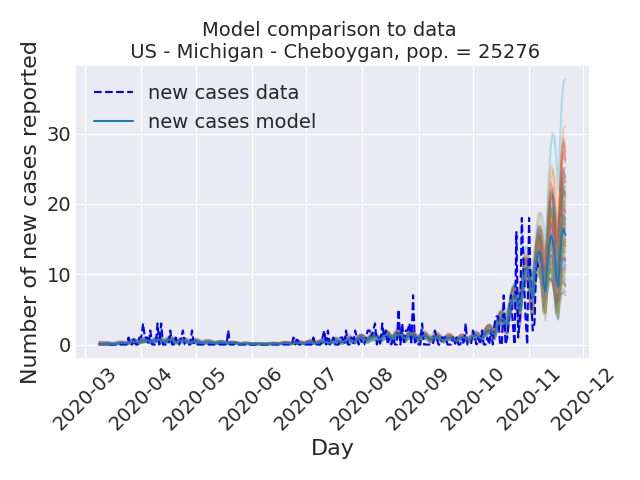 Model comparison to data
US - Michigan - Cheboygan, pop. = 25276
Number of new cases reported
new cases data
new cases model
30
20
10
0
2020-03
2020-04
2020-05
2020-06
2020-07
2020-08
2020-09
2020-10
2020-11
2020-12
Day